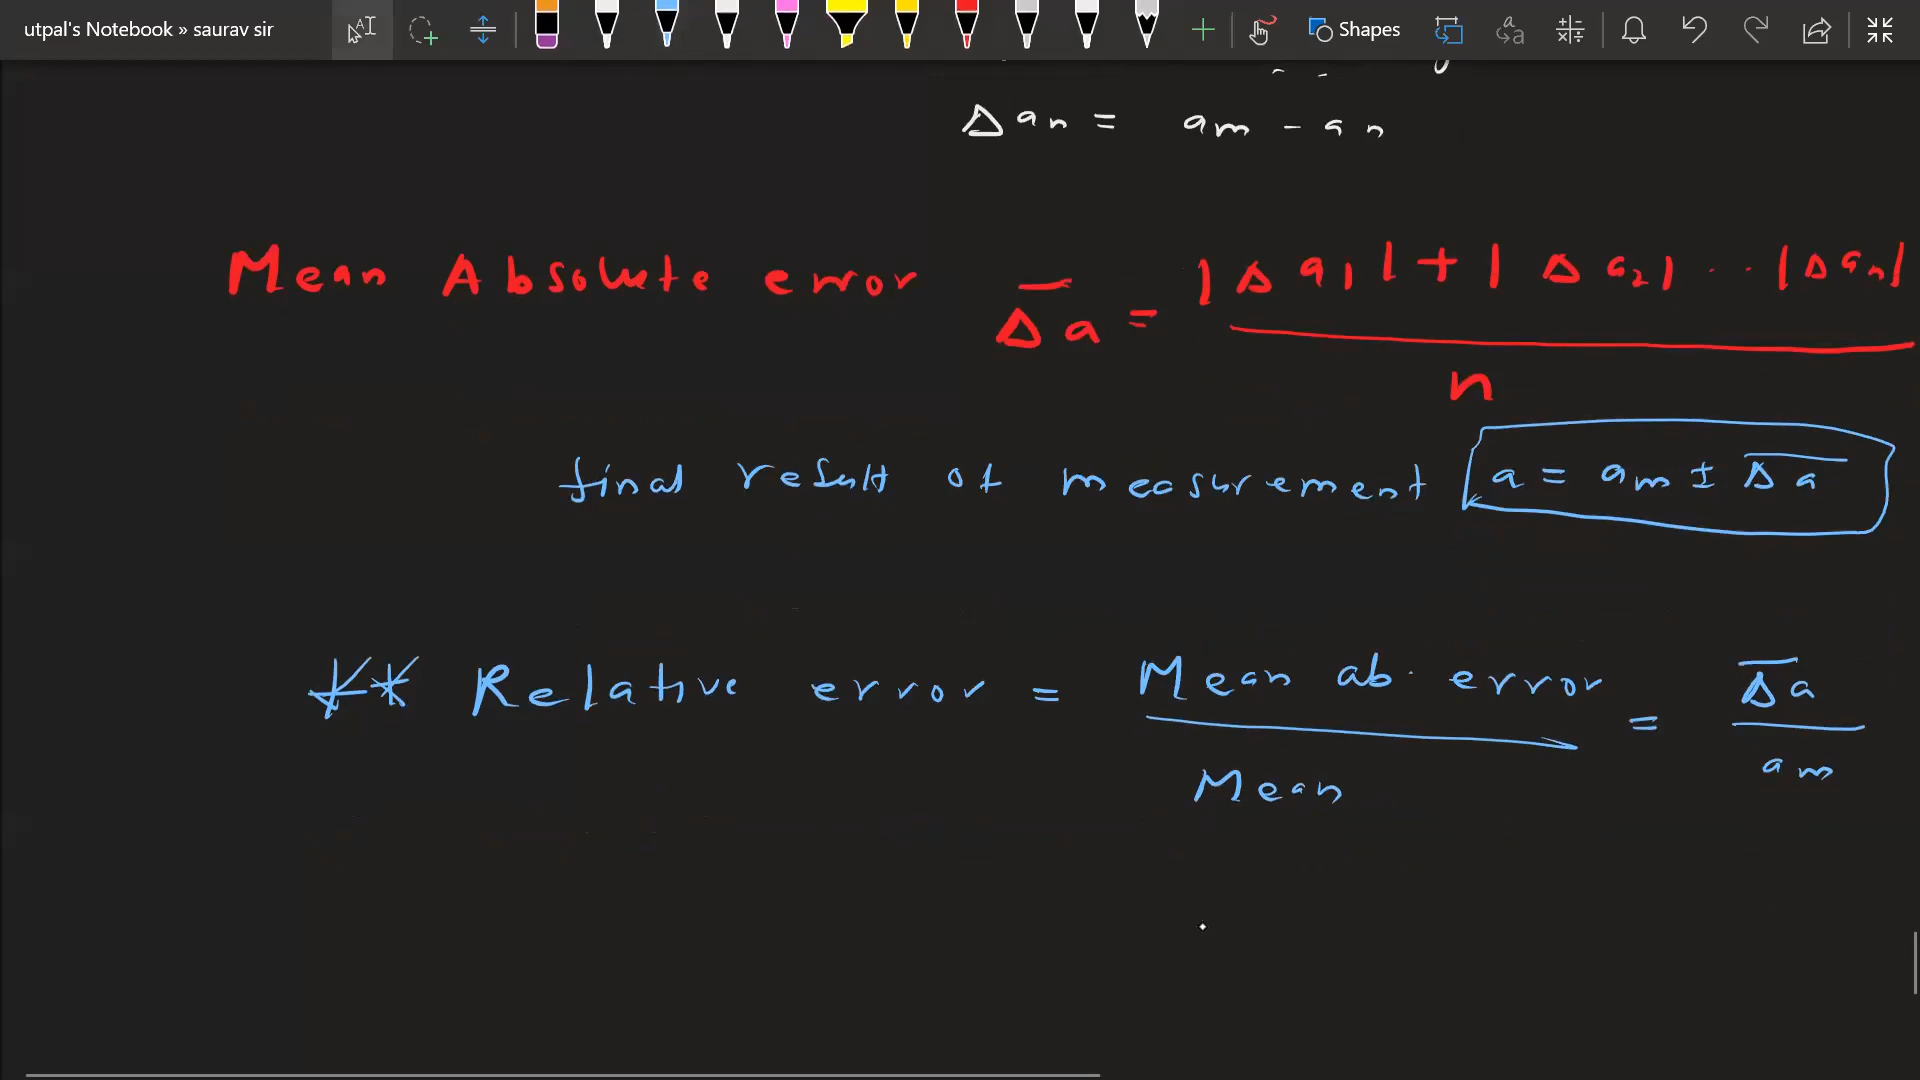 utpal's Notebook » saurav sir
Shapes
Δan = am - an
Mean Absolute error Δ̅a = |Δa1|+|Δa2| ...|Δan|
n
final result of measurement a = am ± Δ̅a̅
** Relative error = Mean ab. error = Δ̅a
Mean am